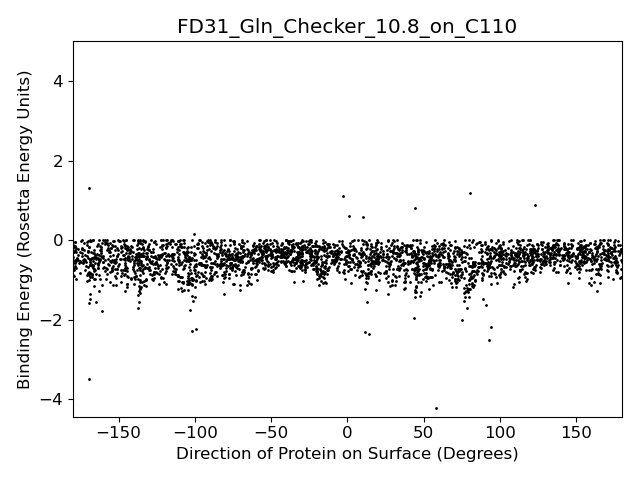 FD31_Gln_Checker_10.8_on_C110
4
2
0
−2
−4
Binding Energy (Rosetta Energy Units)
−150 −100 −50 0 50 100 150
Direction of Protein on Surface (Degrees)